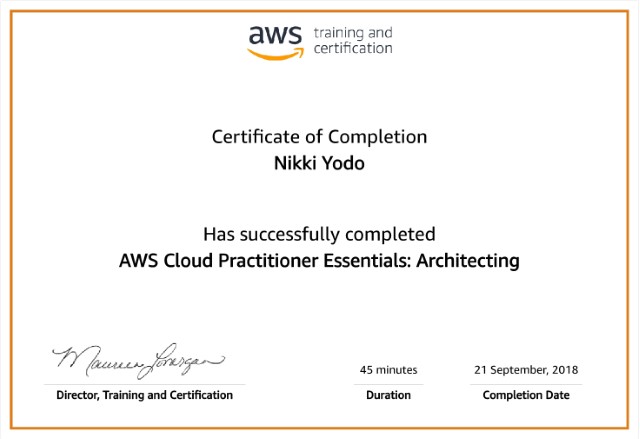 aws training and
certification
Certificate of Completion
Nikki Yodo
Has successfully completed
AWS Cloud Practitioner Essentials: Architecting
Maureen Lonergan
45 minutes
21 September, 2018
Director, Training and Certification
Duration
Completion Date